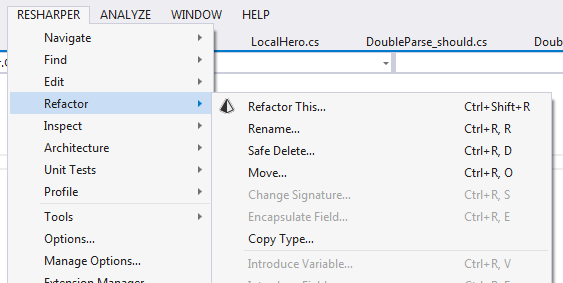 RESHARPER ANALYZE WINDOW HELP
LocalHero.cs DoubleParse_should.cs Doub
Navigate
Find
Edit
Refactor
Inspect
Architecture
Unit Tests
Profile
Tools
Options...
Manage Options...
Extension Manager
Refactor This... Ctrl+Shift+R
Rename... Ctrl+R, R
Safe Delete... Ctrl+R, D
Move... Ctrl+R, O
Change Signature... Ctrl+R, S
Encapsulate Field... Ctrl+R, E
Copy Type...
Introduce Variable... Ctrl+R, V